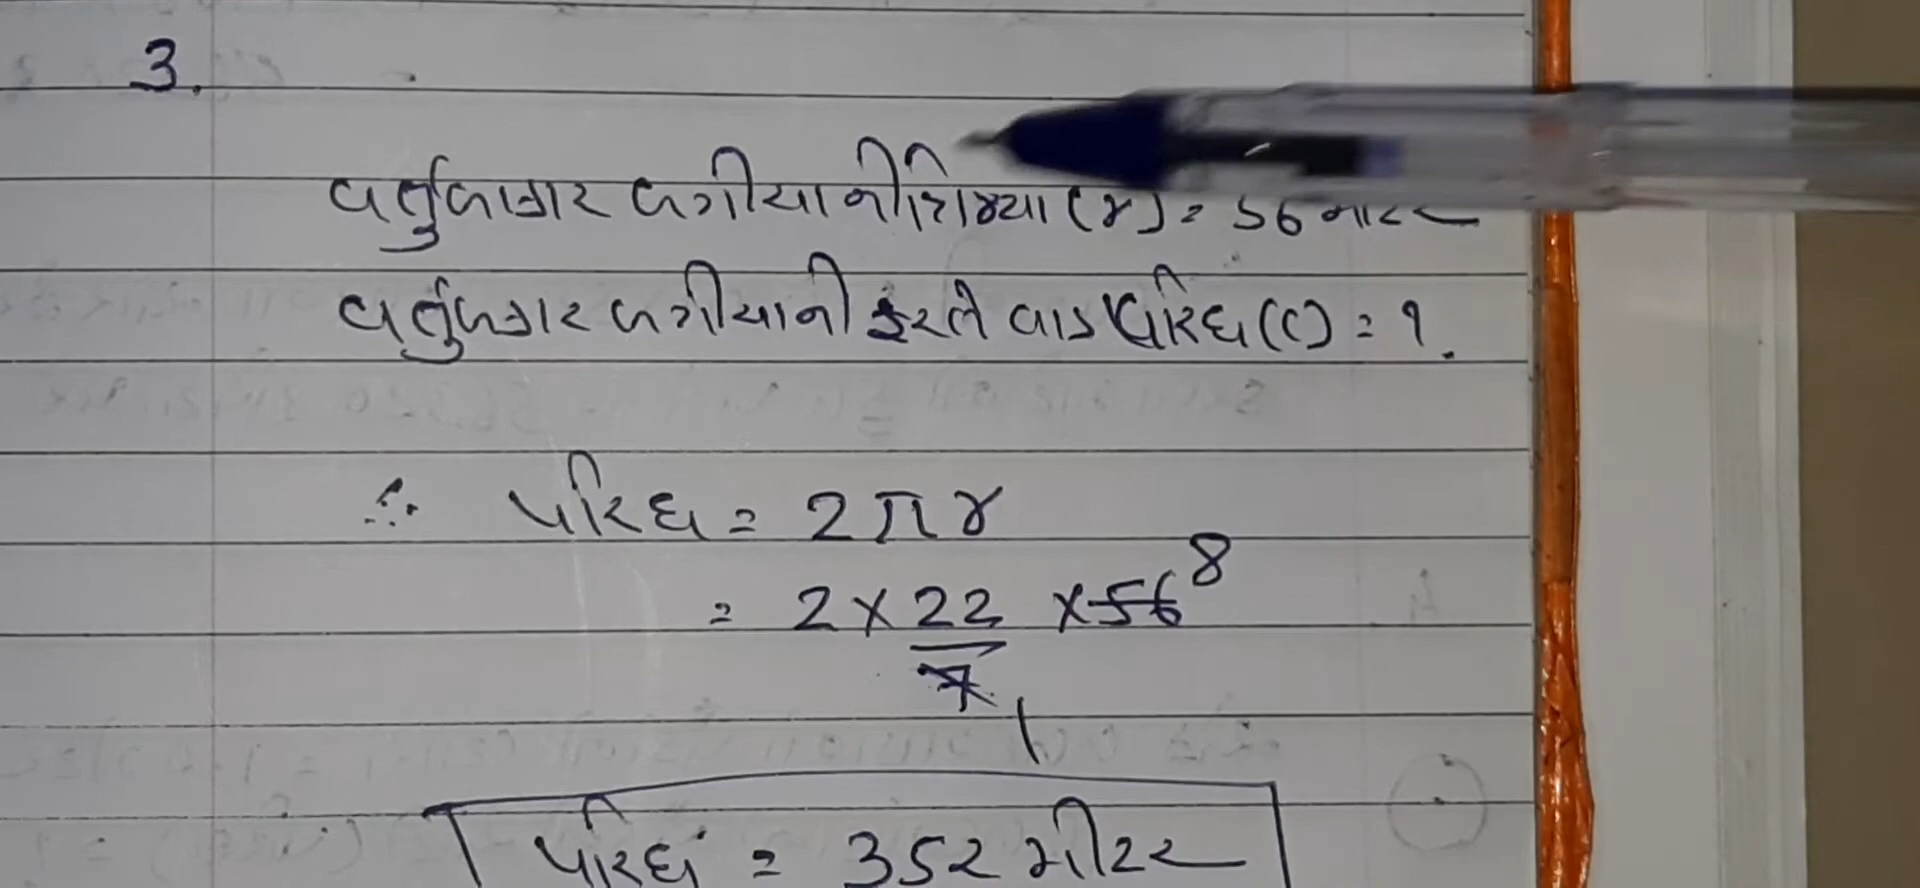 3.
વર્તુળાકાર બગીચાની ત્રિજ્યા (r) = 56 મીટર
વર્તુળાકાર બગીચાની ફરતે વાડ પરિઘ (C) = ?
∴ પરિઘ = 2πr
= 2 × 22/7 × 56 8
1
પરિઘ = 352 મીટર